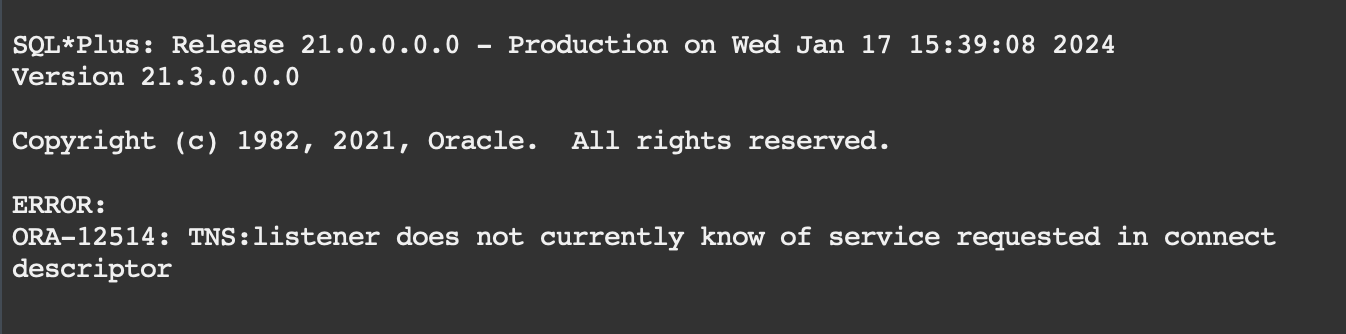 SQL*Plus: Release 21.0.0.0.0 - Production on Wed Jan 17 15:39:08 2024
Version 21.3.0.0.0
Copyright (c) 1982, 2021, Oracle.  All rights reserved.
ERROR:
ORA-12514: TNS:listener does not currently know of service requested in connect
descriptor